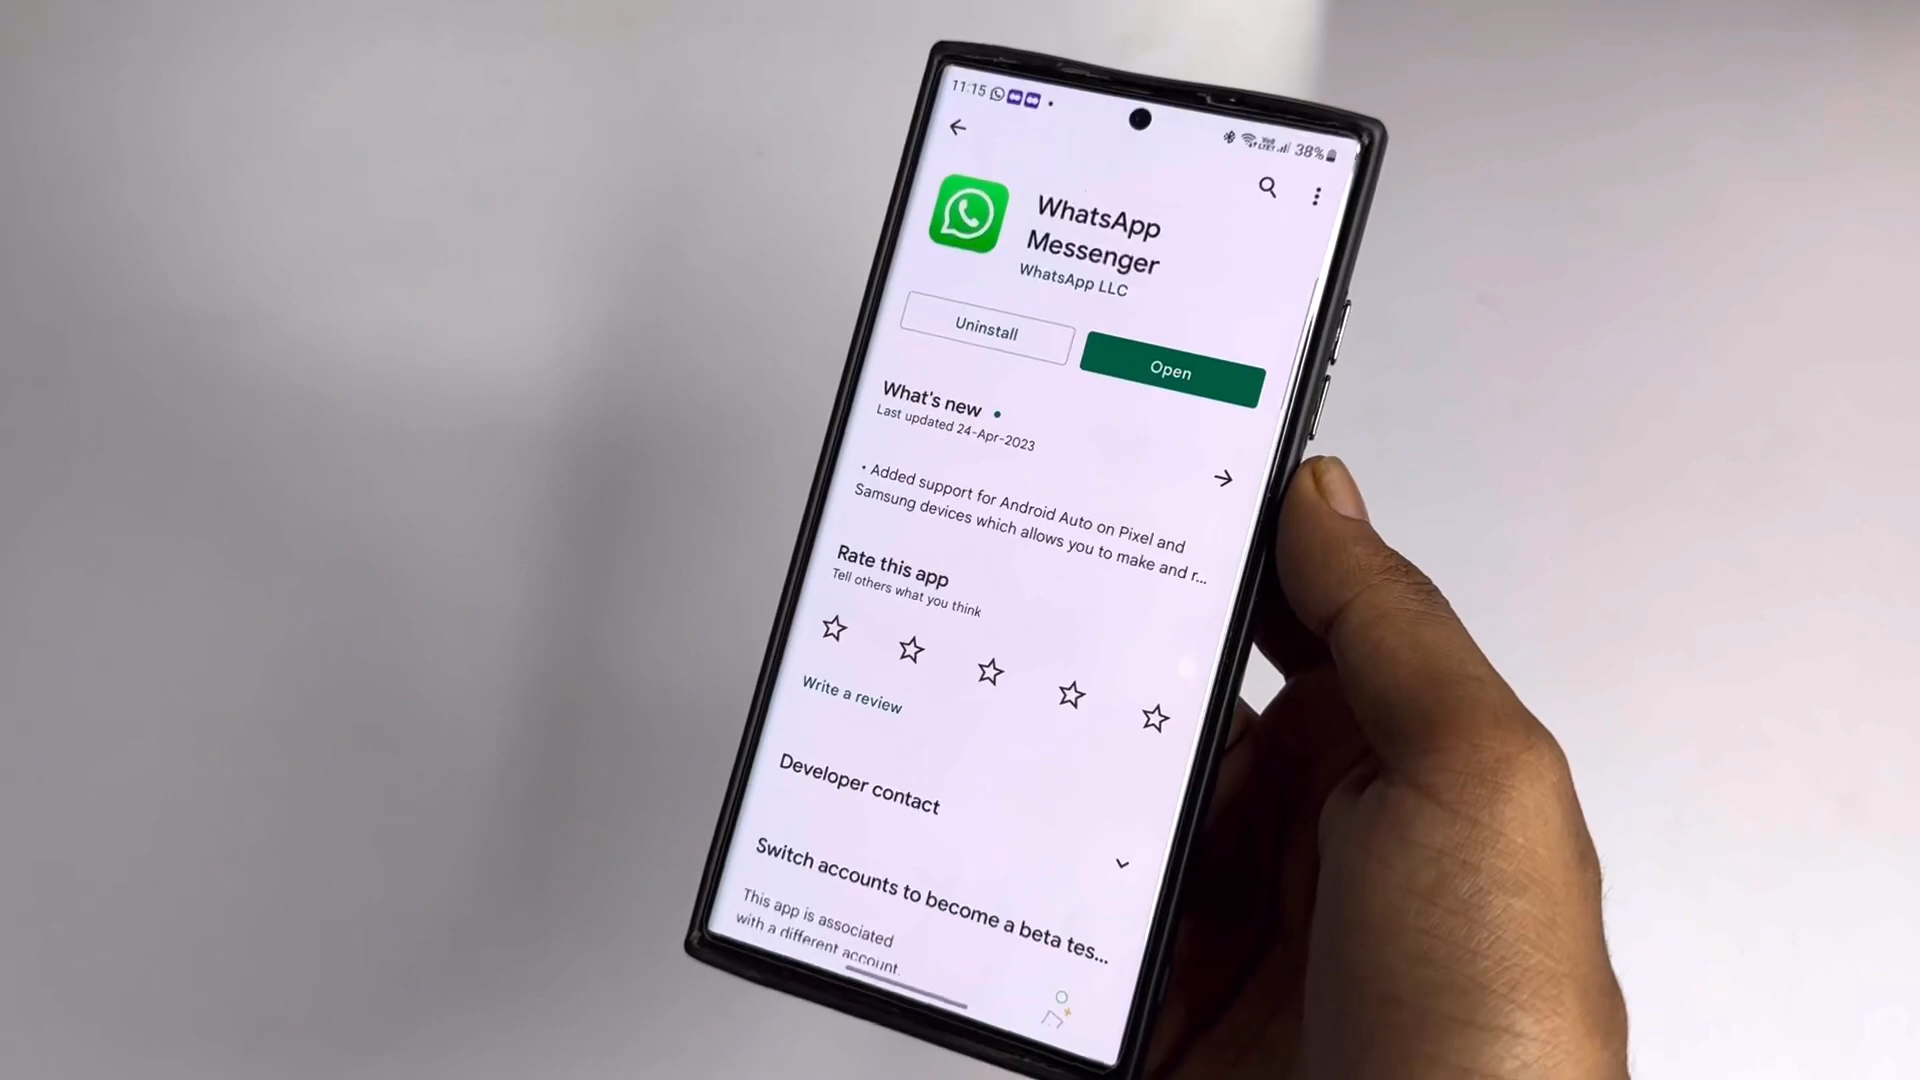 11:15
38%
WhatsApp
Messenger
WhatsApp LLC
Uninstall
Open
What's new
Last updated 24-Apr-2023
• Added support for Android Auto on Pixel and
Samsung devices which allows you to make and r...
Rate this app
Tell others what you think
Write a review
Developer contact
Switch accounts to become a beta tes...
This app is associated
with a different account.